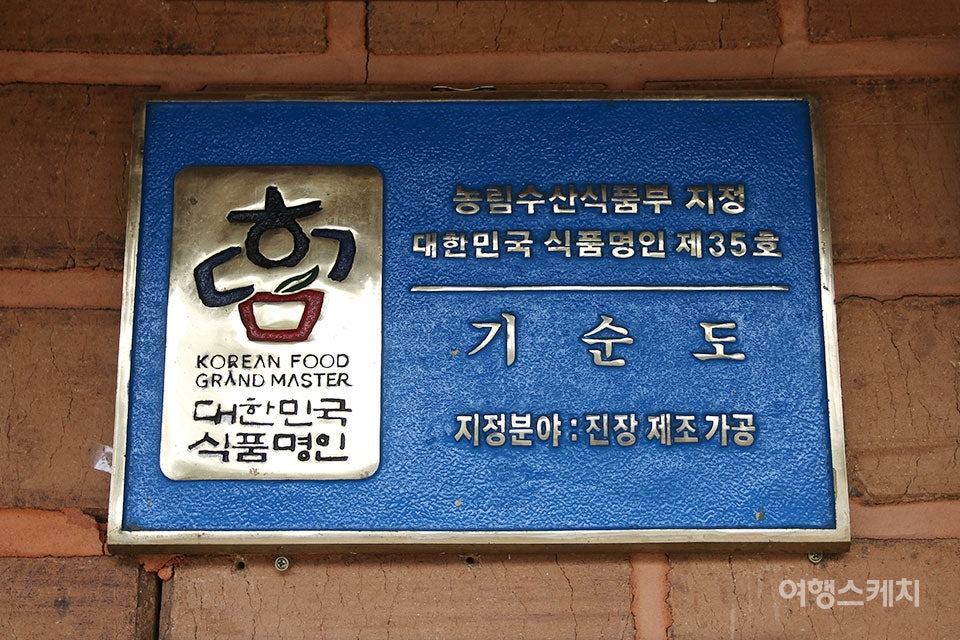 KOREAN FOOD
GRAND MASTER
대한민국
식품명인
농림수산식품부 지정
대한민국 식품명인 제35호
기 순 도
지정분야 : 진장 제조 가공
여행스케치